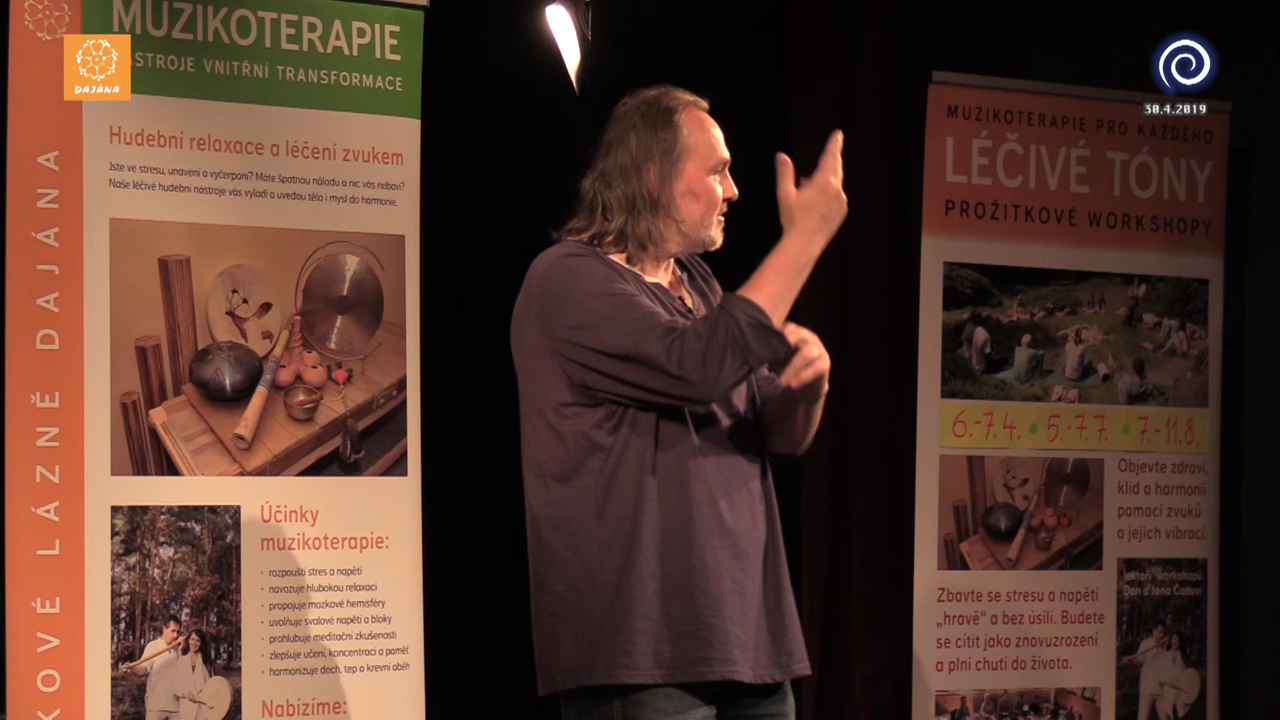 MUZIKOTERAPIE
NÁSTROJE VNITŘNÍ TRANSFORMACE
DAJÁNA
Hudební relaxace a léčení zvukem
Jste ve stresu, unavení a vyčerpaní? Máte špatnou náladu a nic vás nebaví?
Naše léčivé hudební nástroje vás vyladí a uvedou tělo i mysl do harmonie.
KOVÉ LÁZNĚ DAJÁNA
Účinky
muzikoterapie:
• rozpouští stres a napětí
• navozuje hlubokou relaxaci
• propojuje mozkové hemisféry
• uvolňuje svalové napětí a bloky
• prohlubuje meditační zkušenosti
• zlepšuje učení, koncentraci a paměť
• harmonizuje dech, tep a krevní oběh
Nabízíme:
30.4.2019
MUZIKOTERAPIE PRO KAŽDÉHO
LÉČIVÉ TÓNY
PROŽITKOVÉ WORKSHOPY
6.-7.4. • 5.-7.7. • 7.-11.8.
Objevte zdraví,
klid a harmonii
pomocí zvuků
a jejich vibrací.
Zbavte se stresu a napětí
„hravě“ a bez úsilí. Budete
se cítit jako znovuzrození
a plní chuti do života.
lektoři workshopů
Dan a Jana